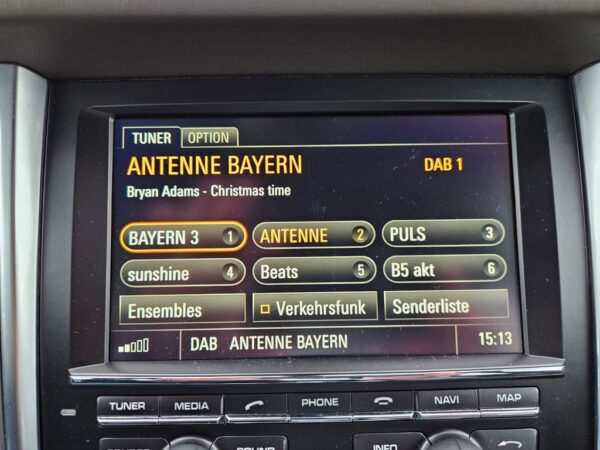 TUNER OPTION
ANTENNE BAYERN DAB 1
Bryan Adams - Christmas time
BAYERN 3 1 ANTENNE 2 PULS 3
sunshine 4 Beats 5 B5 akt 6
Ensembles Verkehrsfunk Senderliste
DAB ANTENNE BAYERN 15:13
TUNER MEDIA PHONE NAVI MAP
SOUND INFO